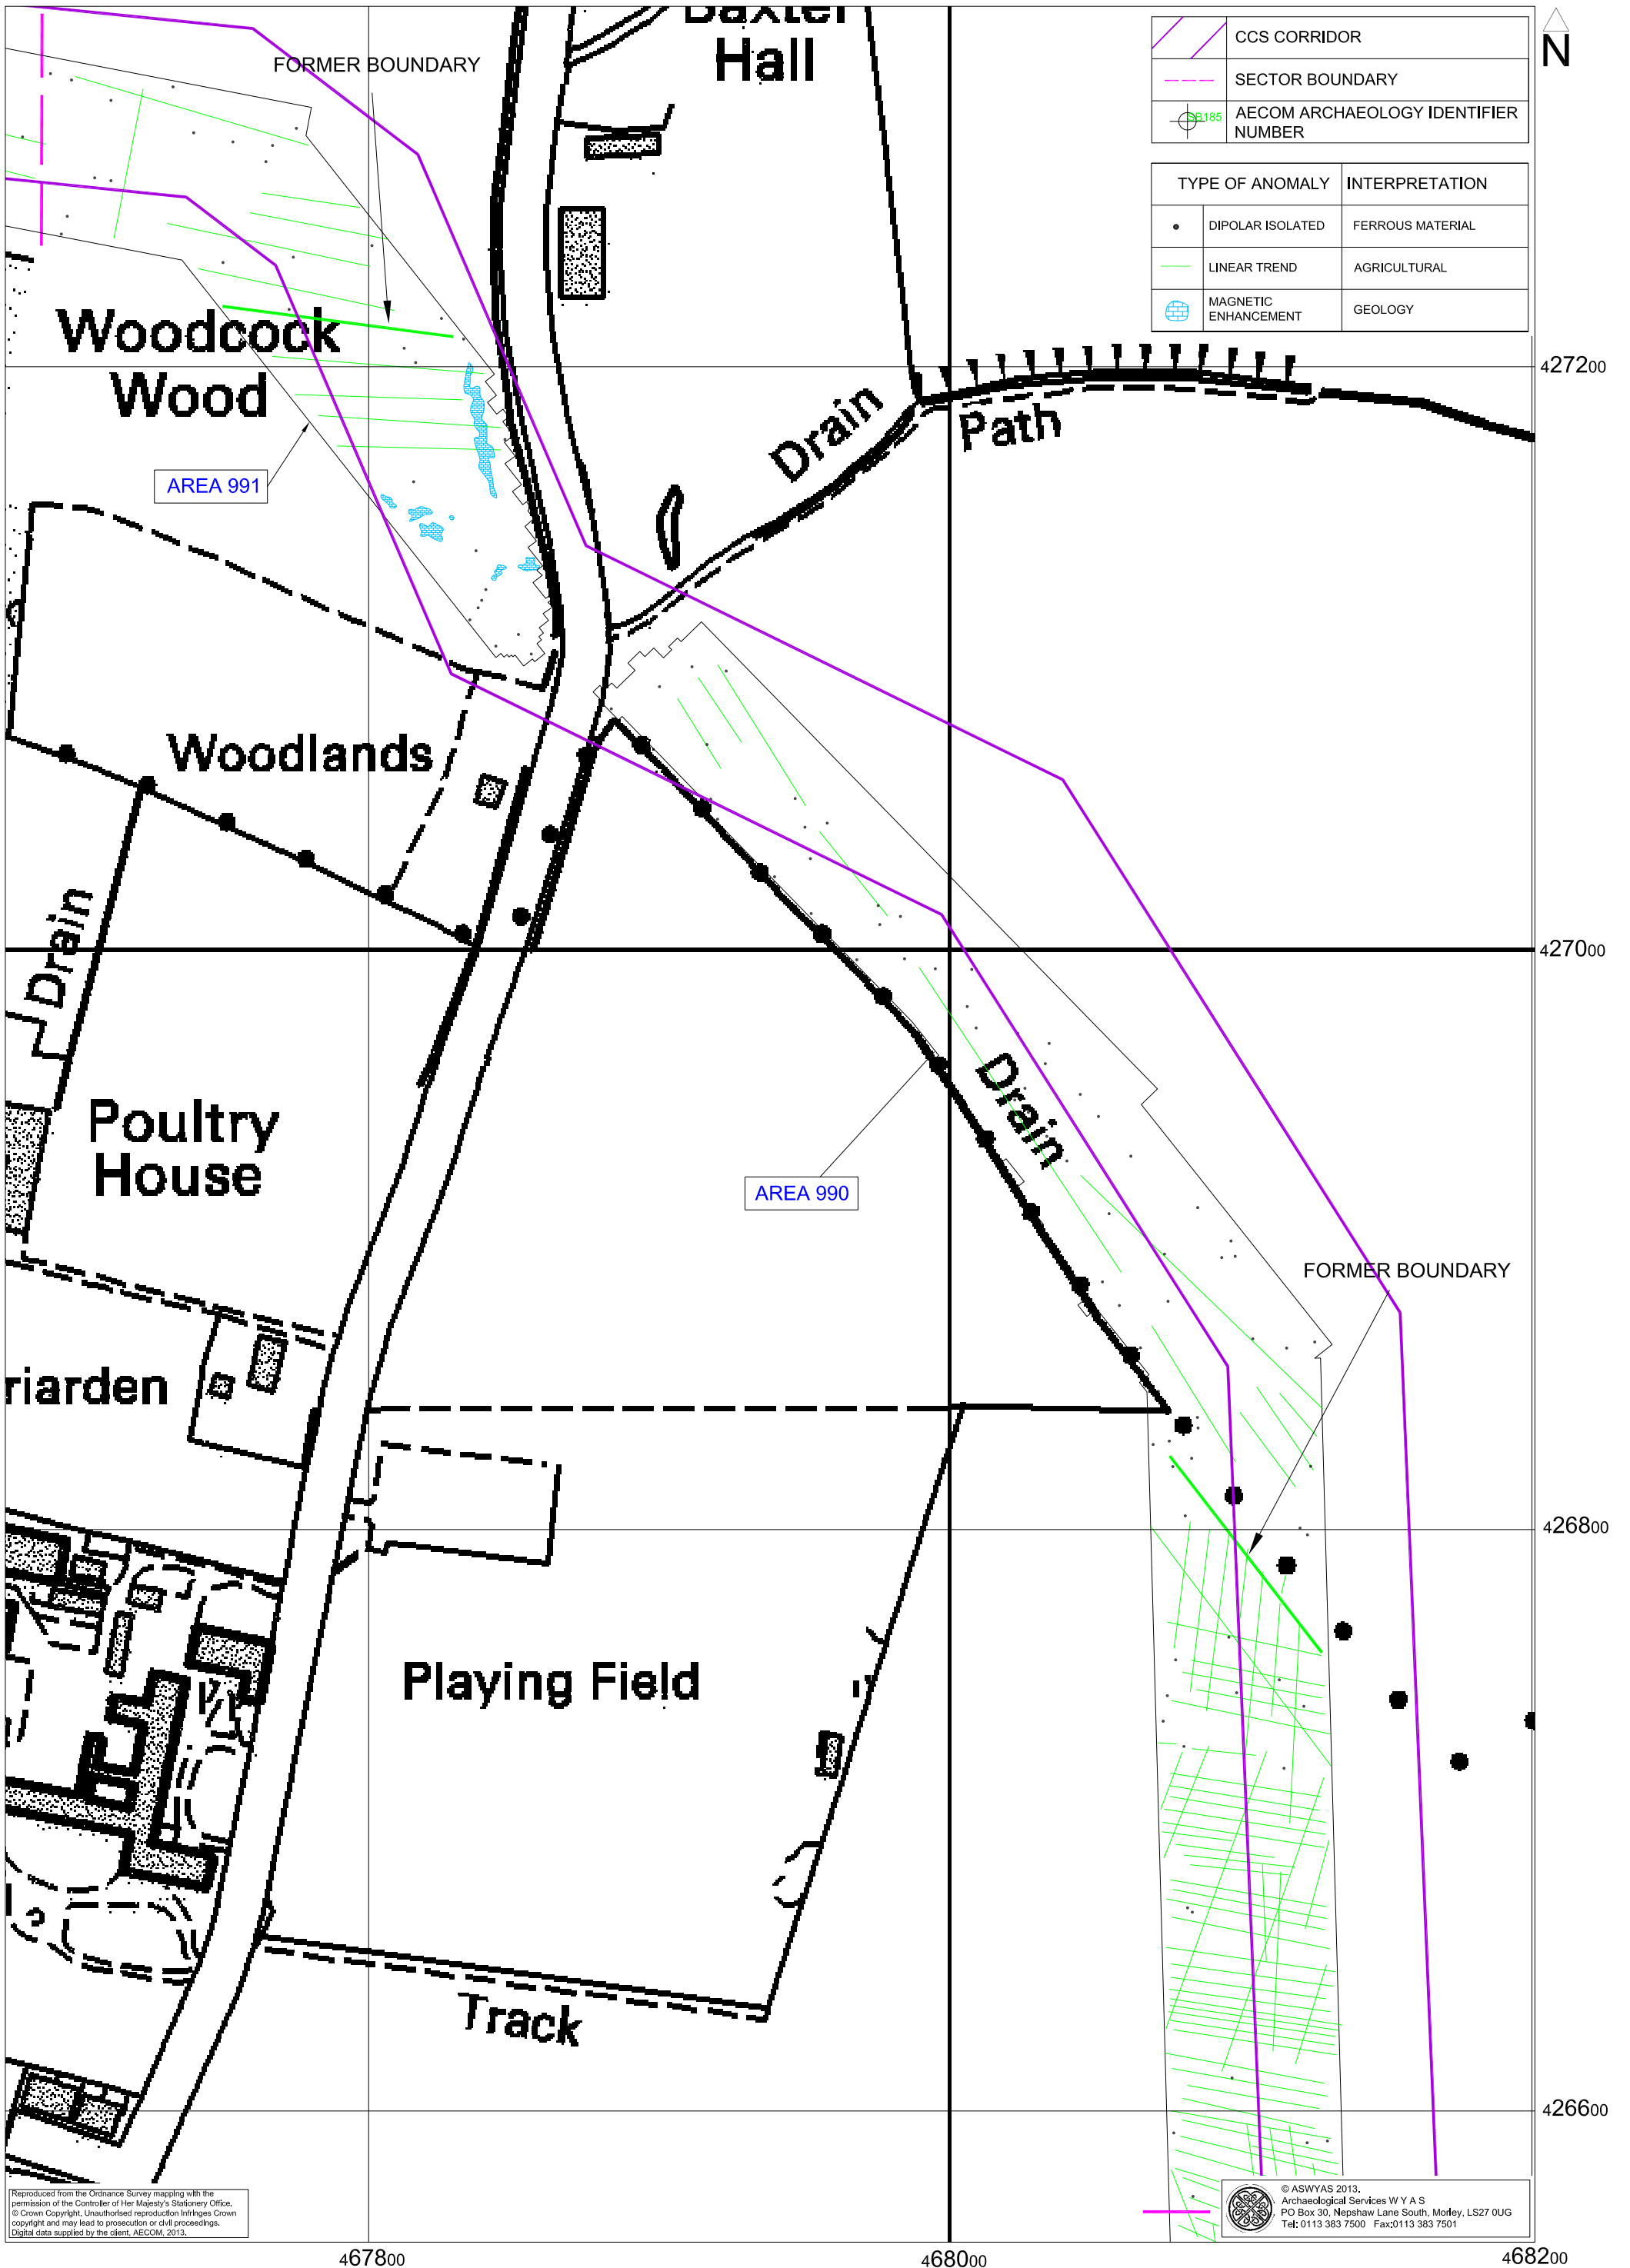 Baxter
Hall
FORMER BOUNDARY
CCS CORRIDOR
SECTOR BOUNDARY
SB185
AECOM ARCHAEOLOGY IDENTIFIER
NUMBER
N
TYPE OF ANOMALY
INTERPRETATION
DIPOLAR ISOLATED
FERROUS MATERIAL
LINEAR TREND
AGRICULTURAL
MAGNETIC
ENHANCEMENT
GEOLOGY
Woodcock
Wood
427200
Drain
Path
AREA 991
Woodlands
Drain
427000
Drain
Poultry
House
AREA 990
FORMER BOUNDARY
riarden
426800
Playing Field
Track
426600
Reproduced from the Ordnance Survey mapping with the
permission of the Controller of Her Majesty's Stationery Office.
© Crown Copyright, Unauthorised reproduction infringes Crown
copyright and may lead to prosecution or civil proceedings.
Digital data supplied by the client, AECOM, 2013.
© ASWYAS 2013.
Archaeological Services W Y A S
PO Box 30, Nepshaw Lane South, Morley, LS27 0UG
Tel: 0113 383 7500 Fax:0113 383 7501
467800
468000
468200